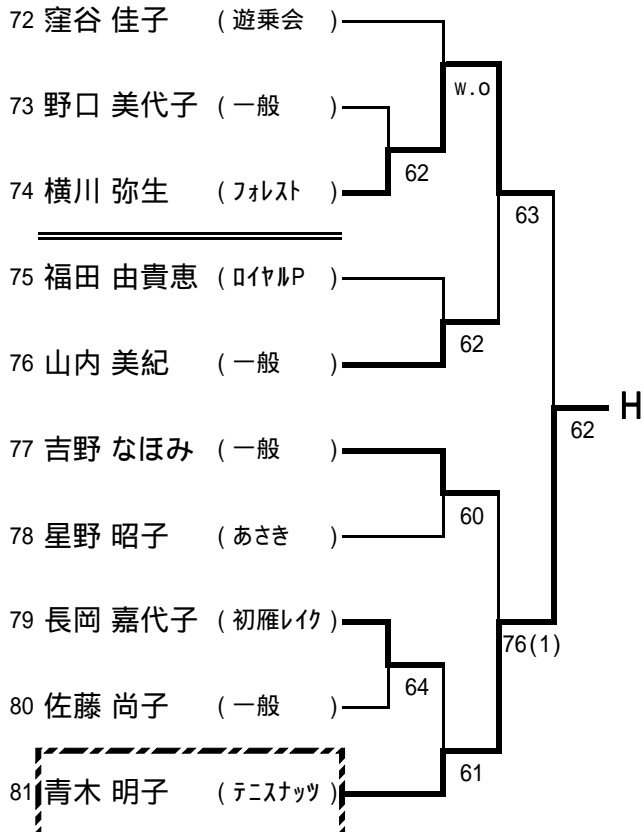 72 窪谷 佳子 ( 遊乗会 )
w.o
73 野口 美代子 ( 一般 )
62
74 横川 弥生 ( フォレスト )
63
75 福田 由貴恵 ( ロイヤルP )
62
76 山内 美紀 ( 一般 )
H
62
77 吉野 なほみ ( 一般 )
60
78 星野 昭子 ( あさき )
79 長岡 嘉代子 ( 初雁レイク )
76(1)
64
80 佐藤 尚子 ( 一般 )
61
81 青木 明子 ( テニスナッツ )